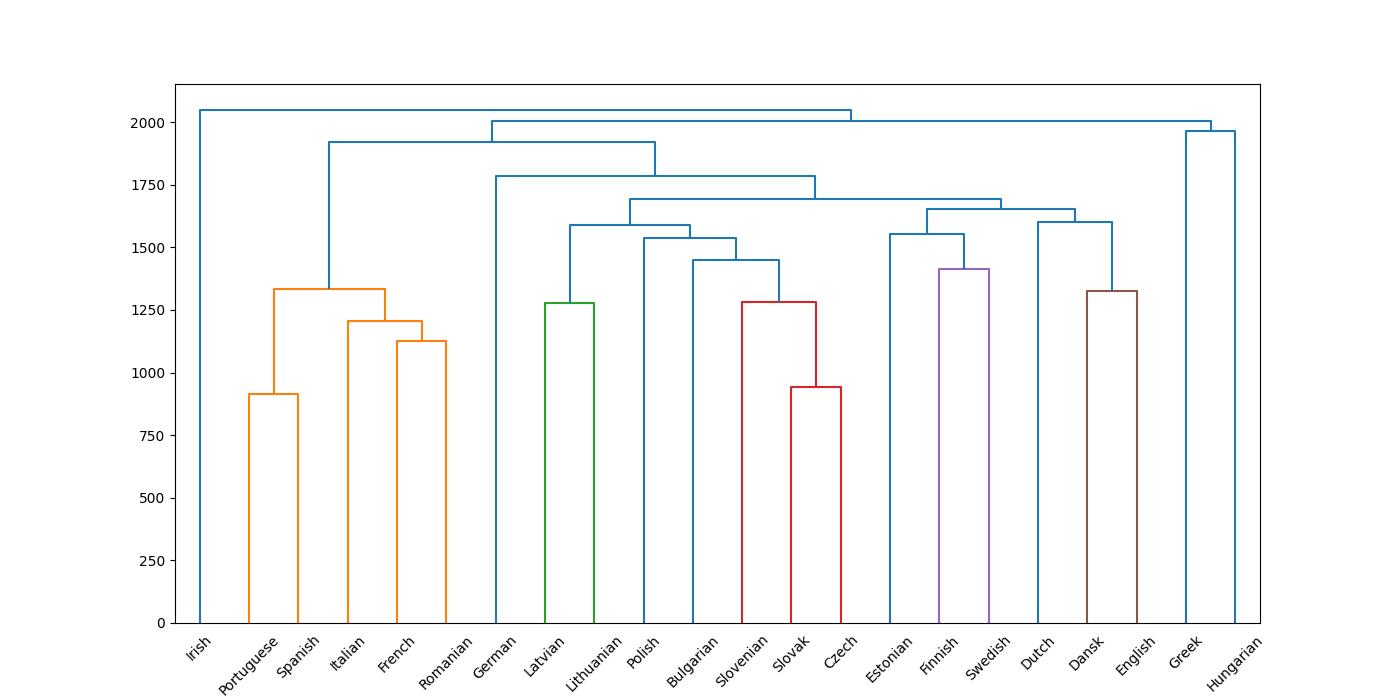 2000
1750
1500
1250
1000
750
500
250
0
Irish
Portuguese
Spanish
Italian
French
Romanian
German
Latvian
Lithuanian
Polish
Bulgarian
Slovenian
Slovak
Czech
Estonian
Finnish
Swedish
Dutch
Dansk
English
Greek
Hungarian